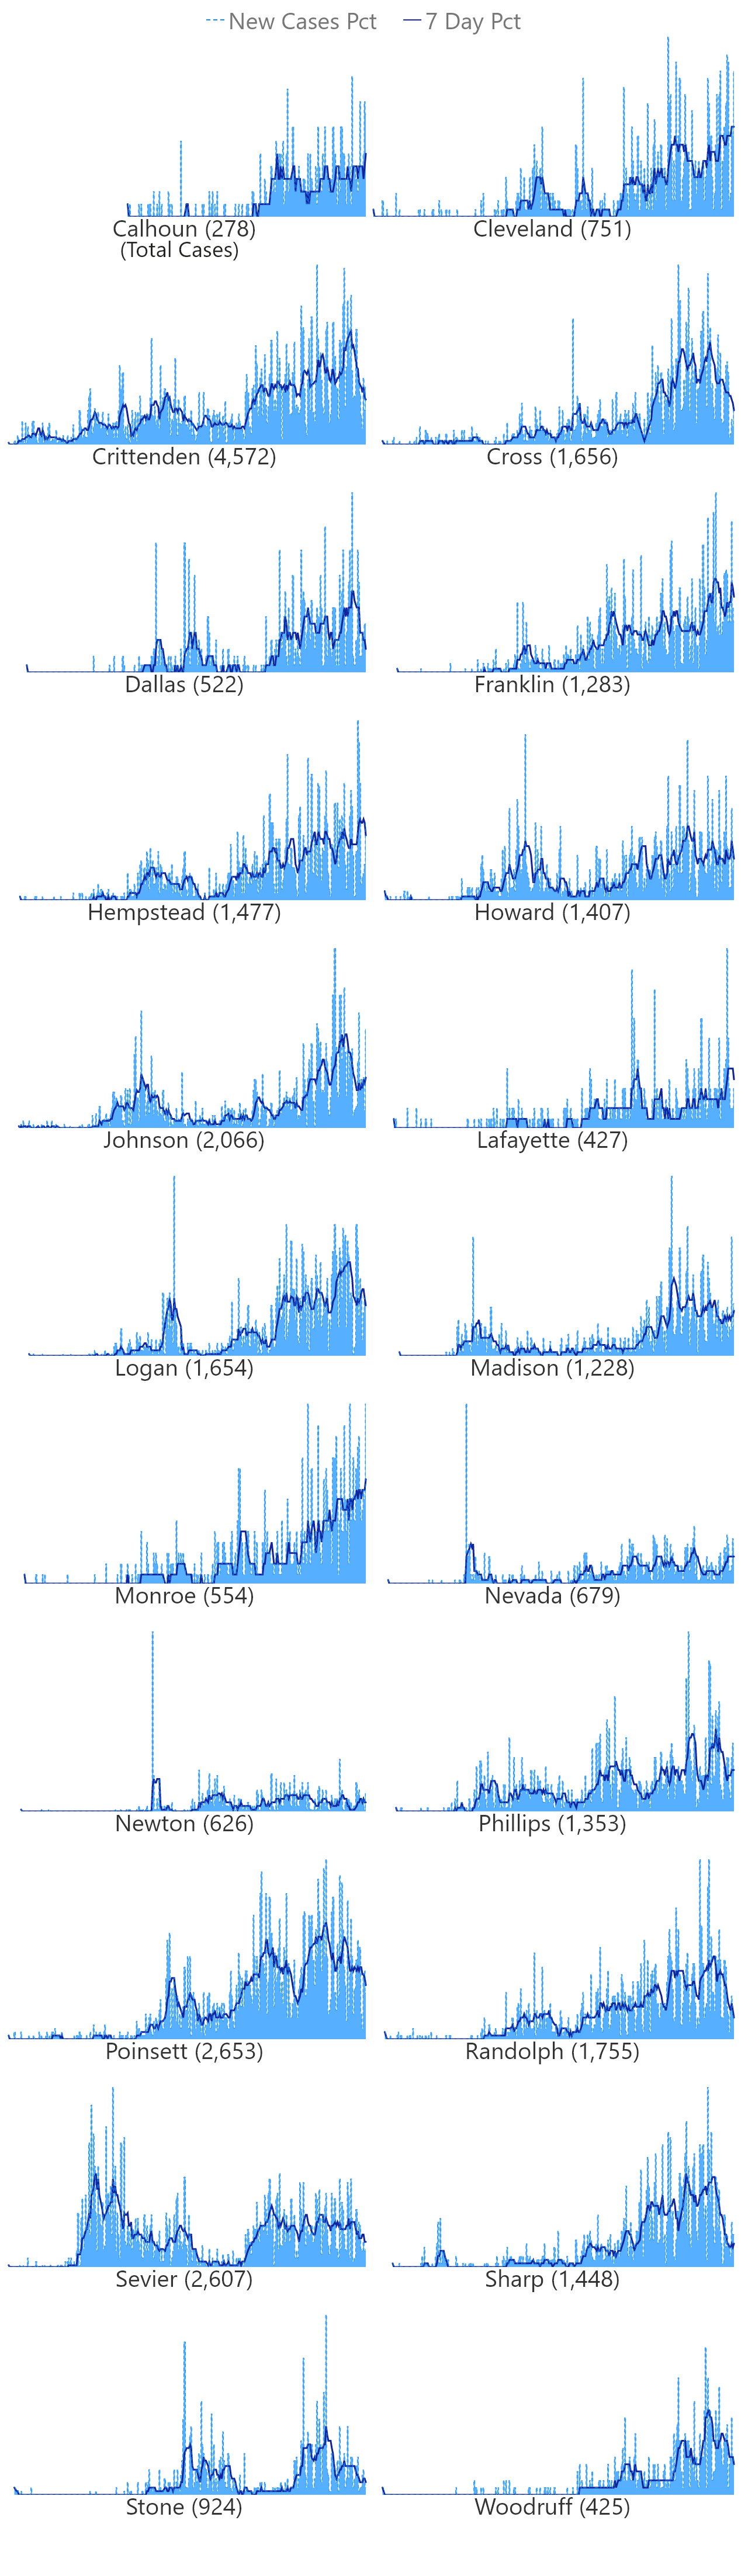 New Cases Pct 7 Day Pct
Calhoun (278) Cleveland (751)
(Total Cases)
Crittenden (4,572) Cross (1,656)
Dallas (522) Franklin (1,283)
Hempstead (1,477) Howard (1,407)
Johnson (2,066) Lafayette (427)
Logan (1,654) Madison (1,228)
Monroe (554) Nevada (679)
Newton (626) Phillips (1,353)
Poinsett (2,653) Randolph (1,755)
Sevier (2,607) Sharp (1,448)
Stone (924) Woodruff (425)